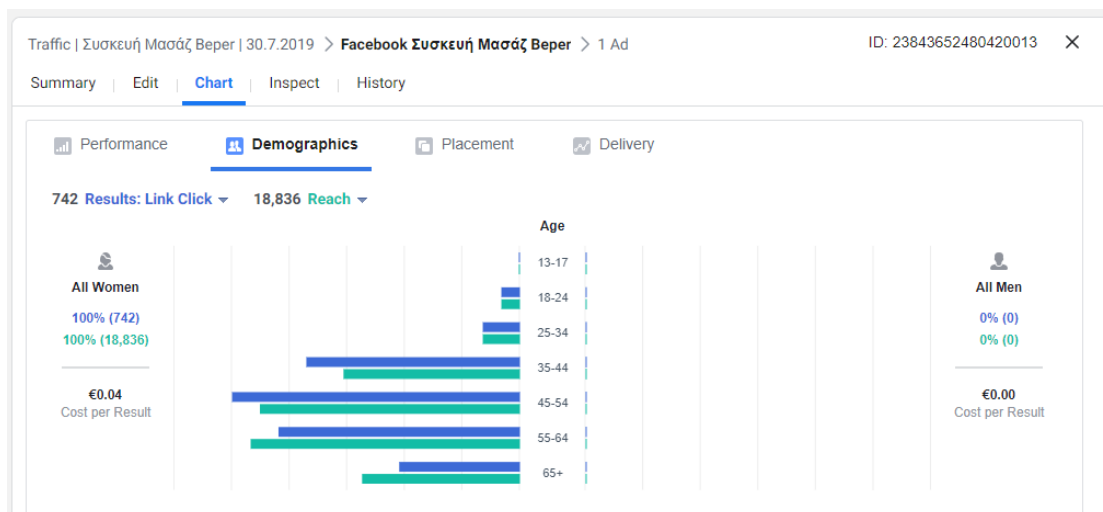 Traffic | Συσκευή Μασάζ Beper | 30.7.2019 > Facebook Συσκευή Μασάζ Beper > 1 Ad ID: 23843652480420013 ×
Summary Edit Chart Inspect History
Performance Demographics Placement Delivery
742 Results: Link Click 18,836 Reach
Age
All Women
100% (742)
100% (18,836)
€0.04
Cost per Result
13-17
18-24
25-34
35-44
45-54
55-64
65+
All Men
0% (0)
0% (0)
€0.00
Cost per Result